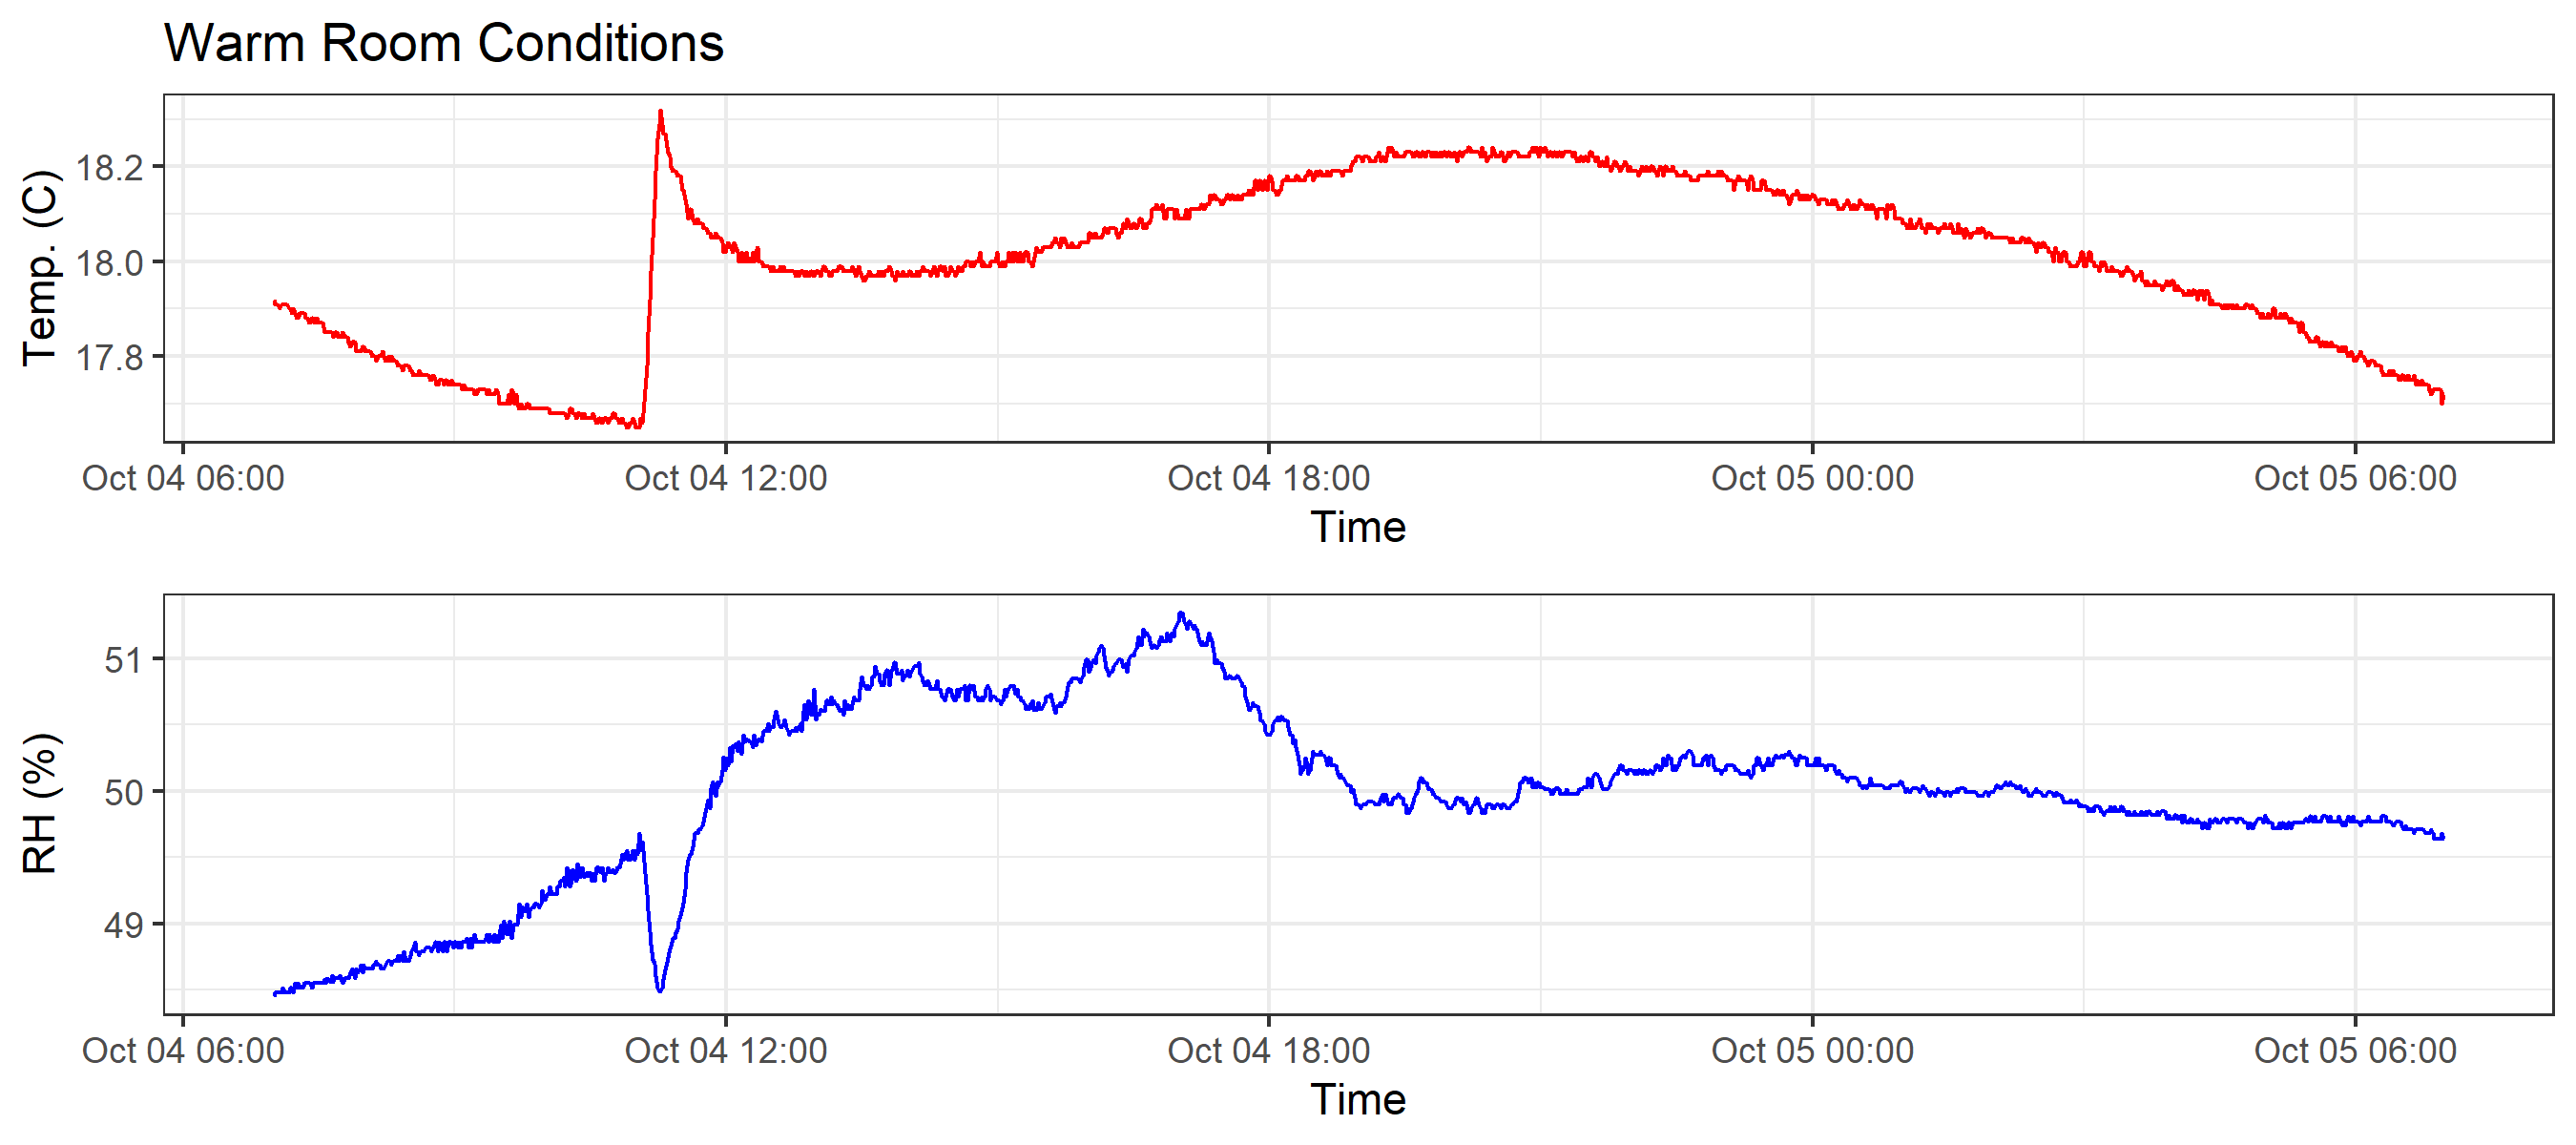 Warm Room Conditions
Temp. (C)
18.2
18.0
17.8
Oct 04 06:00 Oct 04 12:00 Oct 04 18:00 Oct 05 00:00 Oct 05 06:00
Time
RH (%)
51
50
49
Oct 04 06:00 Oct 04 12:00 Oct 04 18:00 Oct 05 00:00 Oct 05 06:00
Time